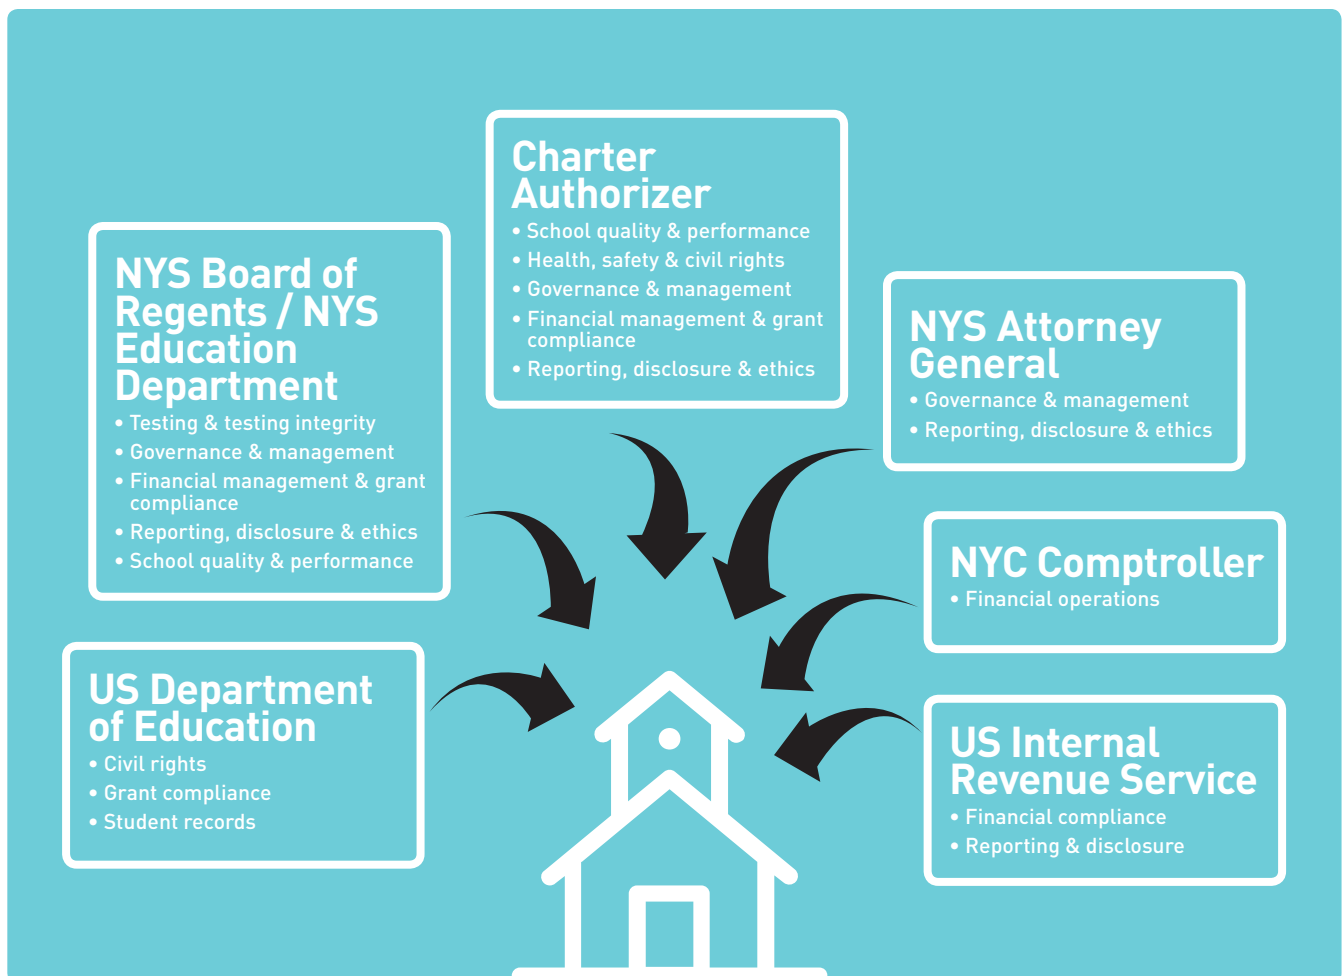 Charter
Authorizer
• School quality & performance
• Health, safety & civil rights
• Governance & management
• Financial management & grant
compliance
• Reporting, disclosure & ethics
NYS Board of
Regents / NYS
Education
Department
• Testing & testing integrity
• Governance & management
• Financial management & grant
compliance
• Reporting, disclosure & ethics
• School quality & performance
NYS Attorney
General
• Governance & management
• Reporting, disclosure & ethics
NYC Comptroller
• Financial operations
US Department
of Education
• Civil rights
• Grant compliance
• Student records
US Internal
Revenue Service
• Financial compliance
• Reporting & disclosure